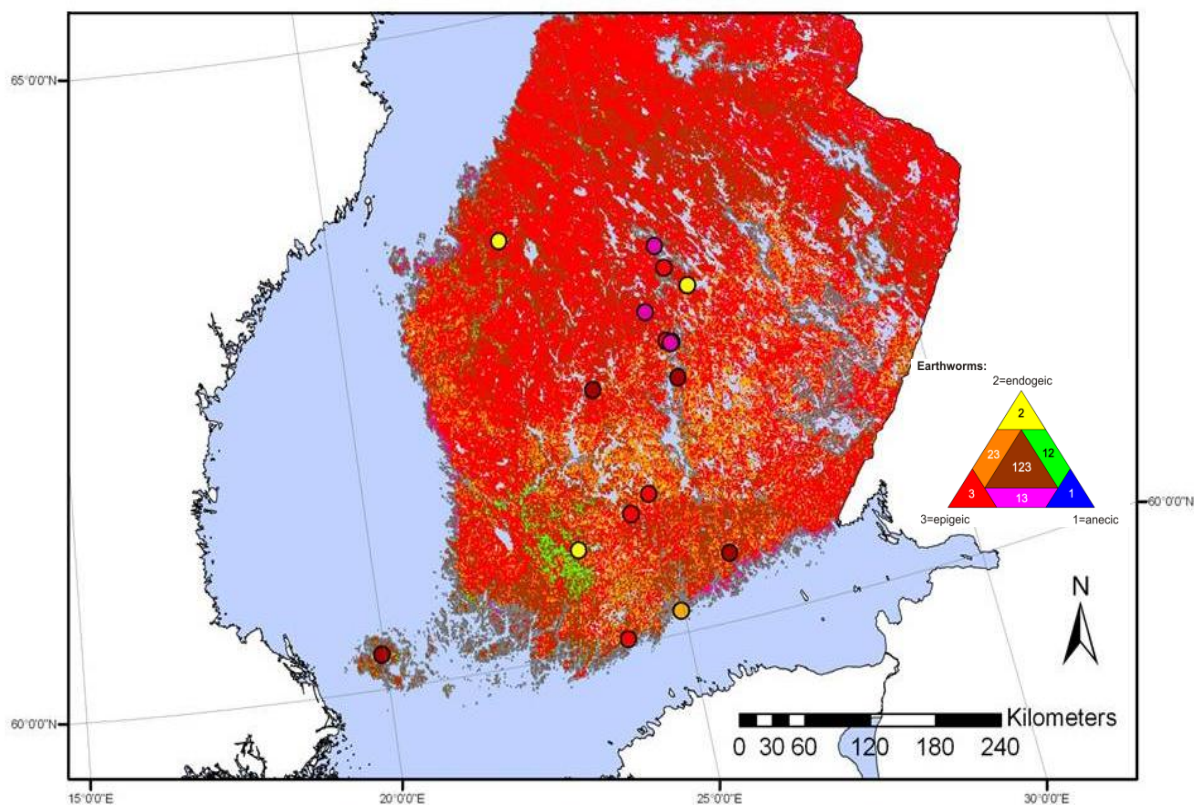 65°0'0"N
Earthworms:
2=endogeic
2
23
12
123
3
13
1
3=epigeic
1=anecic
60°0'0"N
N
60°0'0"N
Kilometers
0 30 60 120 180 240
15°0'0"E
20°0'0"E
25°0'0"E
30°0'0"E